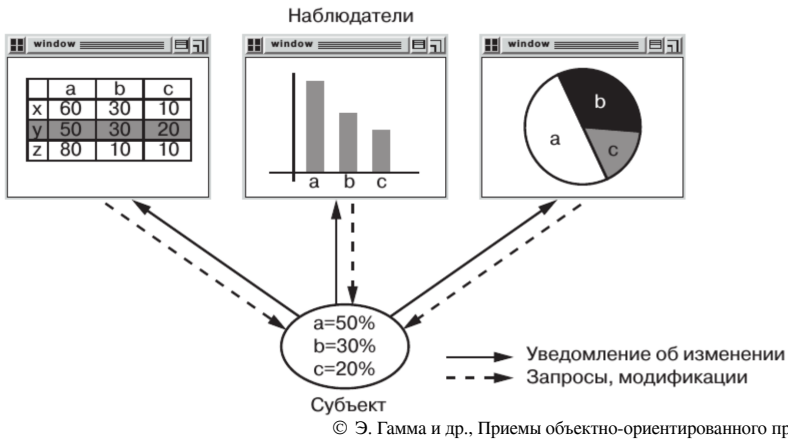 Наблюдатели
window
window
window
a b c
x 60 30 10
y 50 30 20
z 80 10 10
a b c
a
b
c
a=50%
b=30%
c=20%
Субъект
Уведомление об изменении
Запросы, модификации
© Э. Гамма и др., Приемы объектно-ориентированного пр